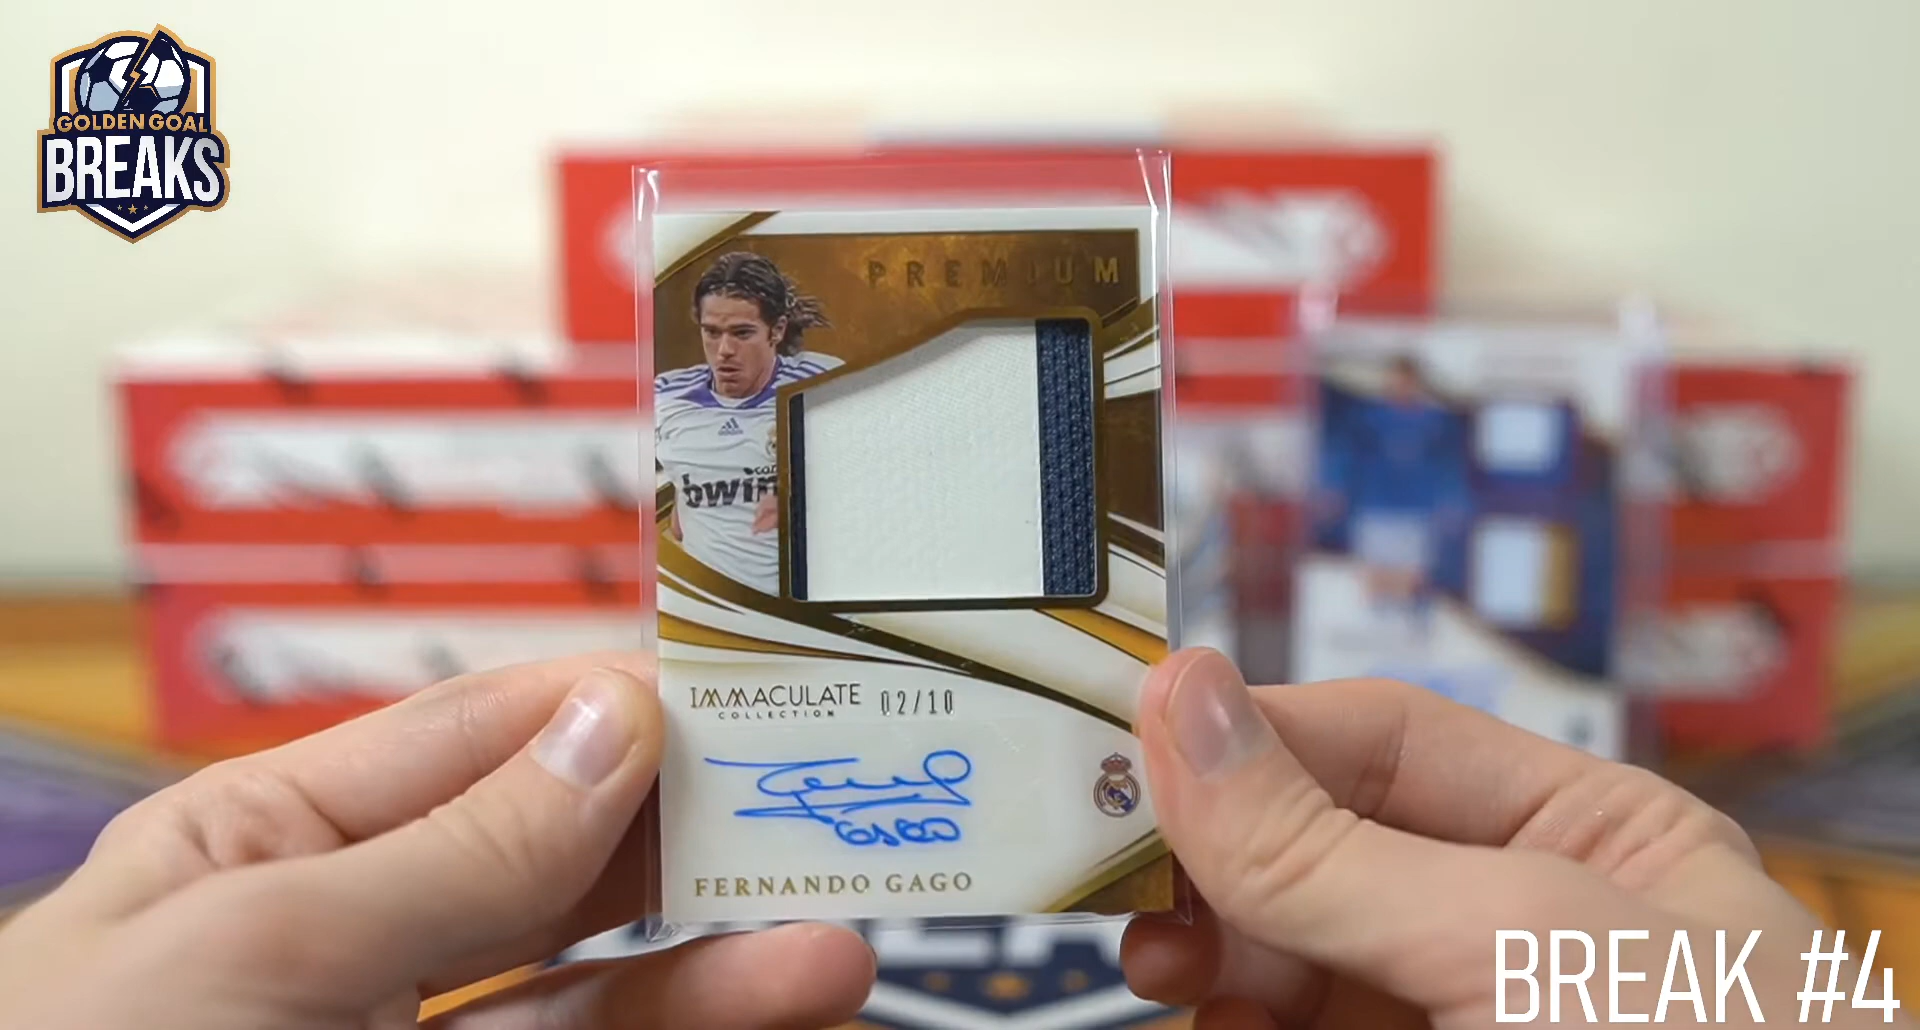 GOLDEN GOAL
BREAKS
PREMIUM
bwin
IMMACULATE
COLLECTION
02/10
FERNANDO GAGO
BREAK #4